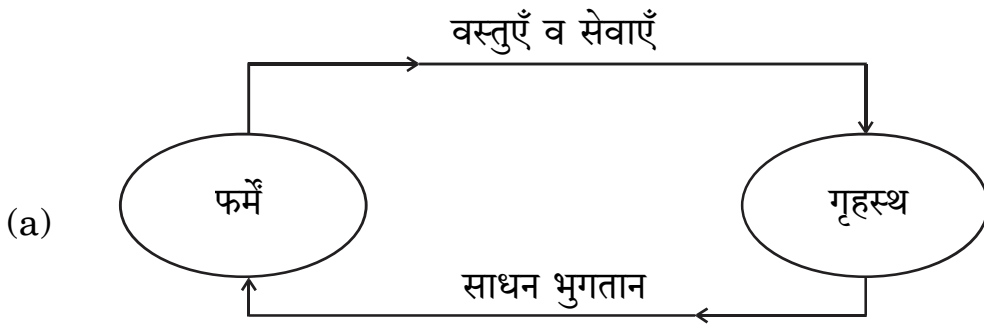 वस्तुएँ व सेवाएँ
(a) फर्में गृहस्थ
साधन भुगतान